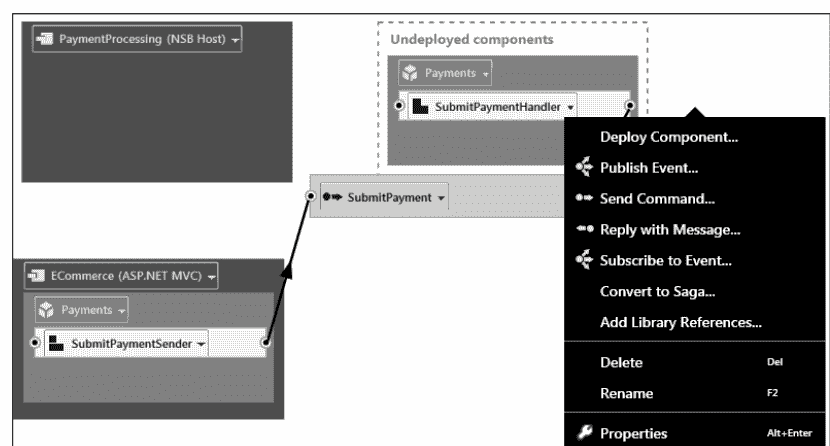 PaymentProcessing (NSB Host)
Undeployed components
Payments
SubmitPaymentHandler
SubmitPayment
ECommerce (ASP.NET MVC)
Payments
SubmitPaymentSender
Deploy Component...
Publish Event...
Send Command...
Reply with Message...
Subscribe to Event...
Convert to Saga...
Add Library References...
Delete Del
Rename F2
Properties Alt+Enter